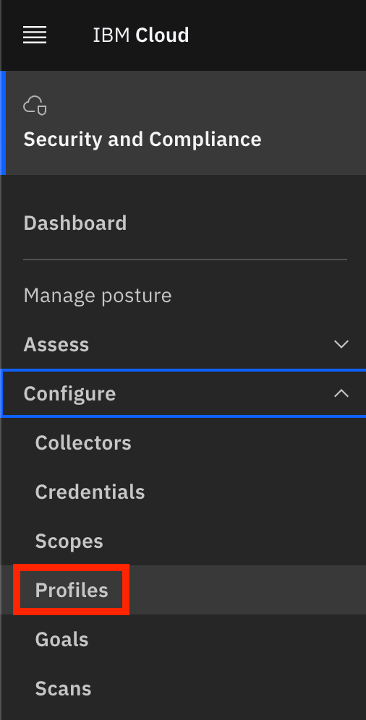 IBM Cloud
Security and Compliance
Dashboard
Manage posture
Assess
Configure
Collectors
Credentials
Scopes
Profiles
Goals
Scans